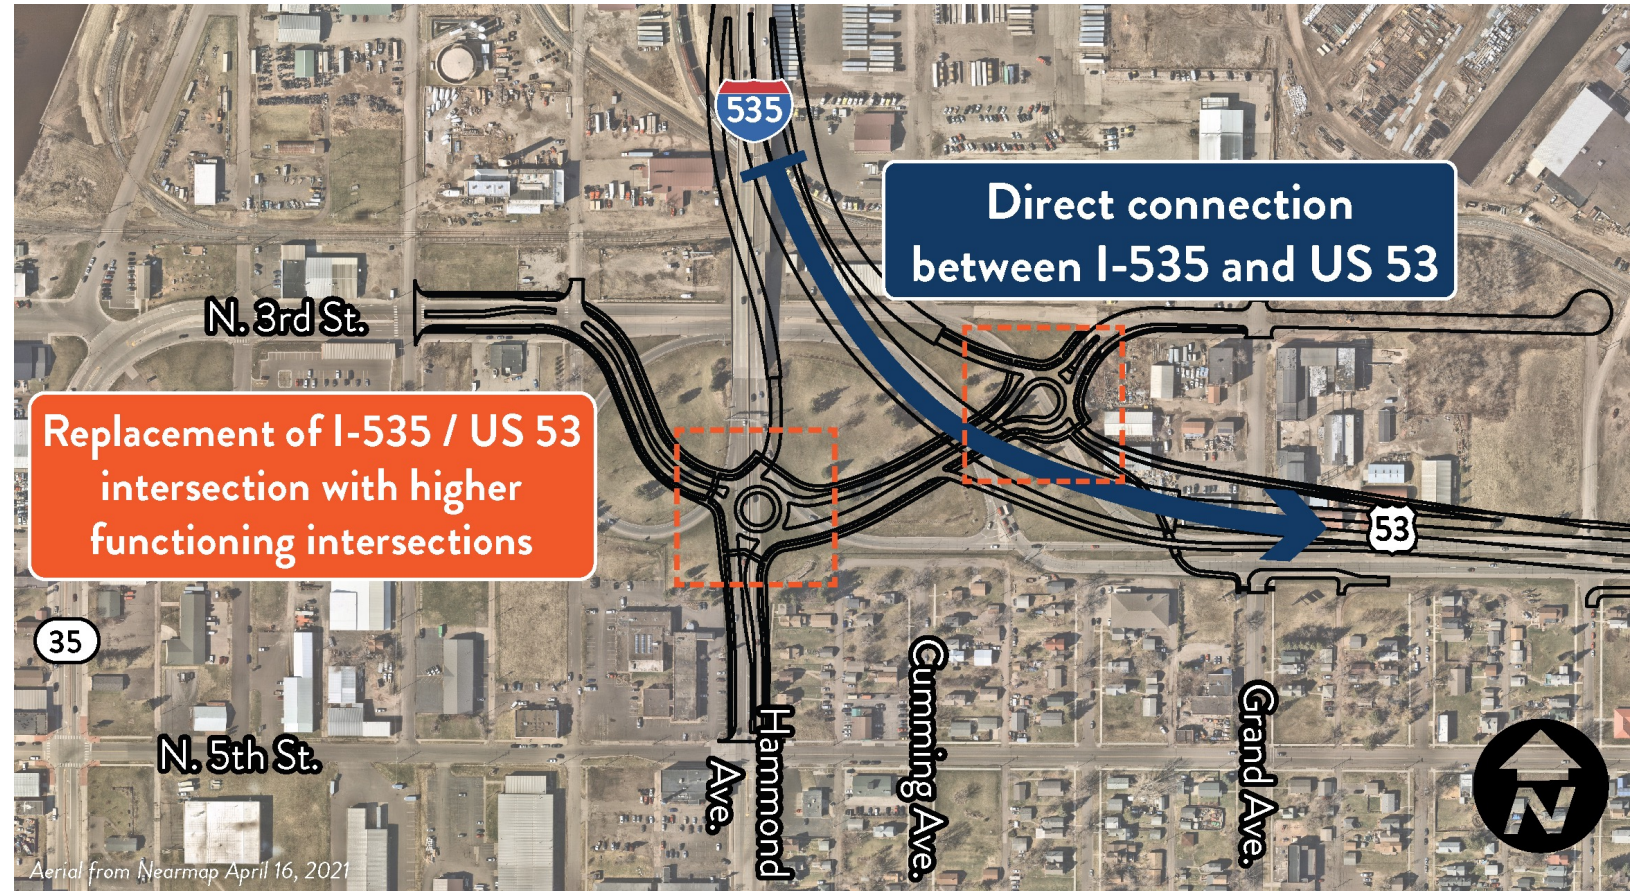 535
Direct connection
between I-535 and US 53
N. 3rd St.
Replacement of I-535 / US 53
intersection with higher
functioning intersections
53
35
N. 5th St.
Hammond
Ave.
Cumming Ave.
Grand Ave.
N
Aerial from Nearmap April 16, 2021